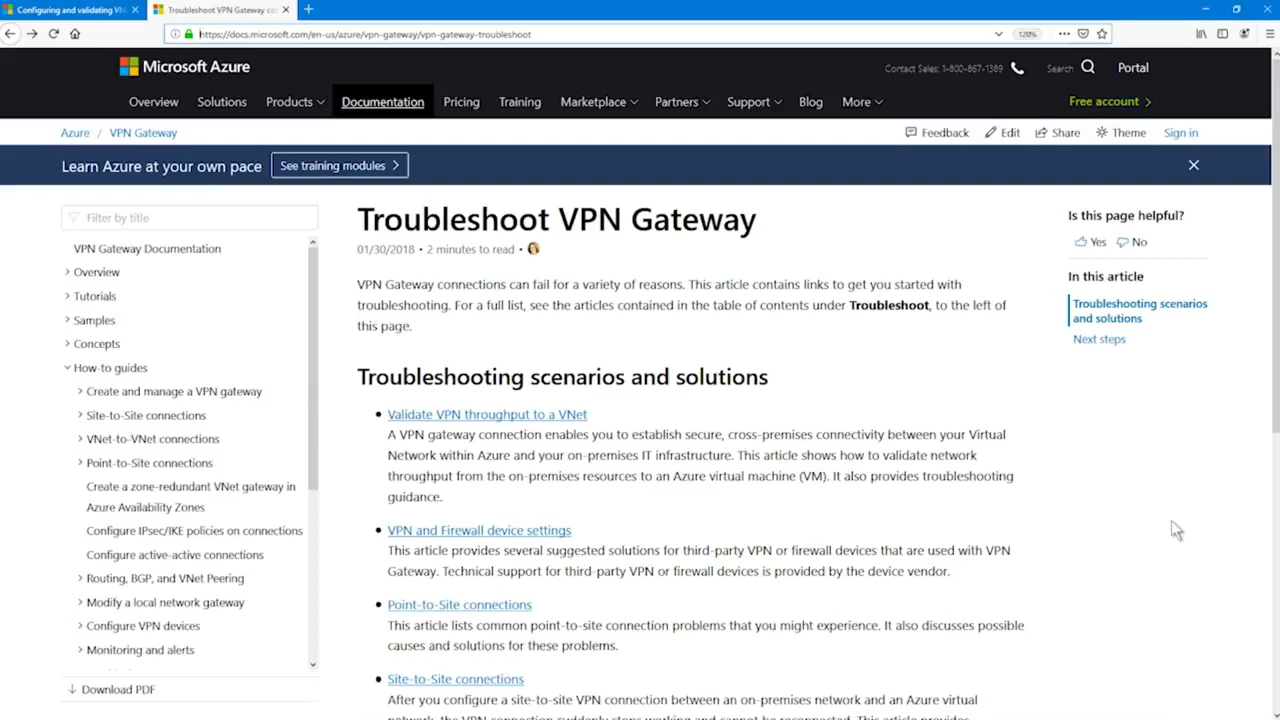 Configuring and validating VN
Troubleshoot VPN Gateway co
https://docs.microsoft.com/en-us/azure/vpn-gateway/vpn-gateway-troubleshoot
120%
Microsoft Azure
Contact Sales: 1-800-867-1389
Search
Portal
Overview
Solutions
Products
Documentation
Pricing
Training
Marketplace
Partners
Support
Blog
More
Free account
Azure / VPN Gateway
Feedback
Edit
Share
Theme
Sign in
Learn Azure at your own pace
See training modules
Filter by title
VPN Gateway Documentation
Overview
Tutorials
Samples
Concepts
How-to guides
Create and manage a VPN gateway
Site-to-Site connections
VNet-to-VNet connections
Point-to-Site connections
Create a zone-redundant VNet gateway in
Azure Availability Zones
Configure IPsec/IKE policies on connections
Configure active-active connections
Routing, BGP, and VNet Peering
Modify a local network gateway
Configure VPN devices
Monitoring and alerts
Download PDF
Troubleshoot VPN Gateway
01/30/2018 • 2 minutes to read •
VPN Gateway connections can fail for a variety of reasons. This article contains links to get you started with
troubleshooting. For a full list, see the articles contained in the table of contents under Troubleshoot, to the left of
this page.
Troubleshooting scenarios and solutions
• Validate VPN throughput to a VNet
A VPN gateway connection enables you to establish secure, cross-premises connectivity between your Virtual
Network within Azure and your on-premises IT infrastructure. This article shows how to validate network
throughput from the on-premises resources to an Azure virtual machine (VM). It also provides troubleshooting
guidance.
• VPN and Firewall device settings
This article provides several suggested solutions for third-party VPN or firewall devices that are used with VPN
Gateway. Technical support for third-party VPN or firewall devices is provided by the device vendor.
• Point-to-Site connections
This article lists common point-to-site connection problems that you might experience. It also discusses possible
causes and solutions for these problems.
• Site-to-Site connections
After you configure a site-to-site VPN connection between an on-premises network and an Azure virtual
network, the VPN connection suddenly stops working and cannot be reconnected. This article provides
Is this page helpful?
Yes
No
In this article
Troubleshooting scenarios
and solutions
Next steps